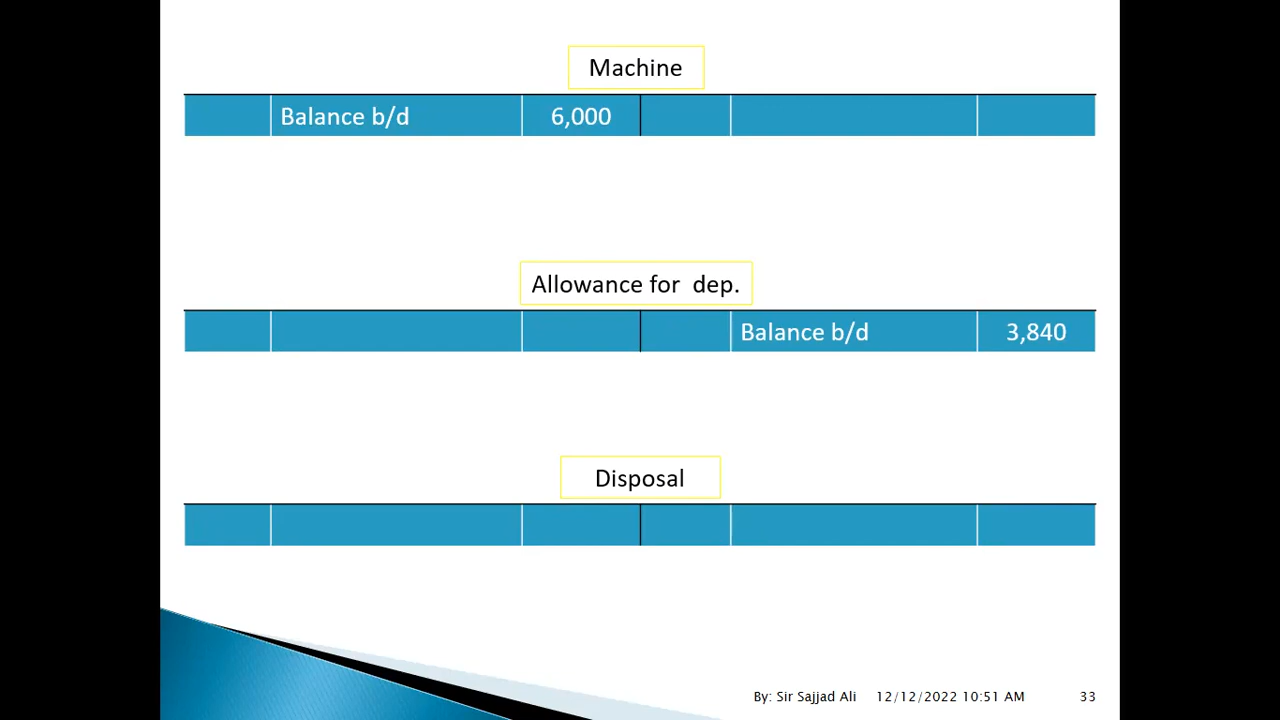 Machine
Balance b/d 6,000
Allowance for dep.
Balance b/d 3,840
Disposal
By: Sir Sajjad Ali 12/12/2022 10:51 AM 33